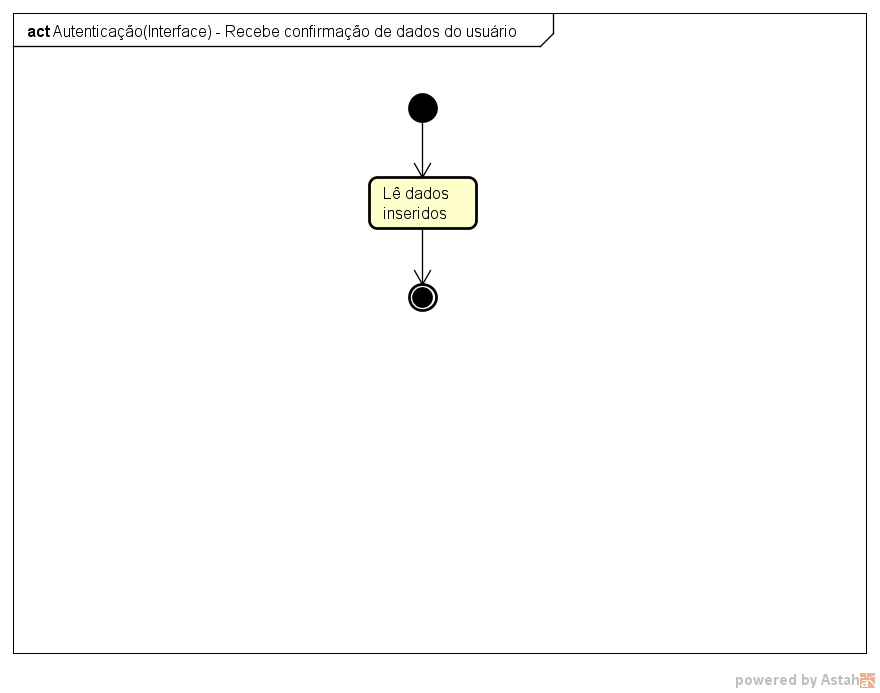 act Autenticação(Interface) - Recebe confirmação de dados do usuário
Lê dados
inseridos
powered by Astah